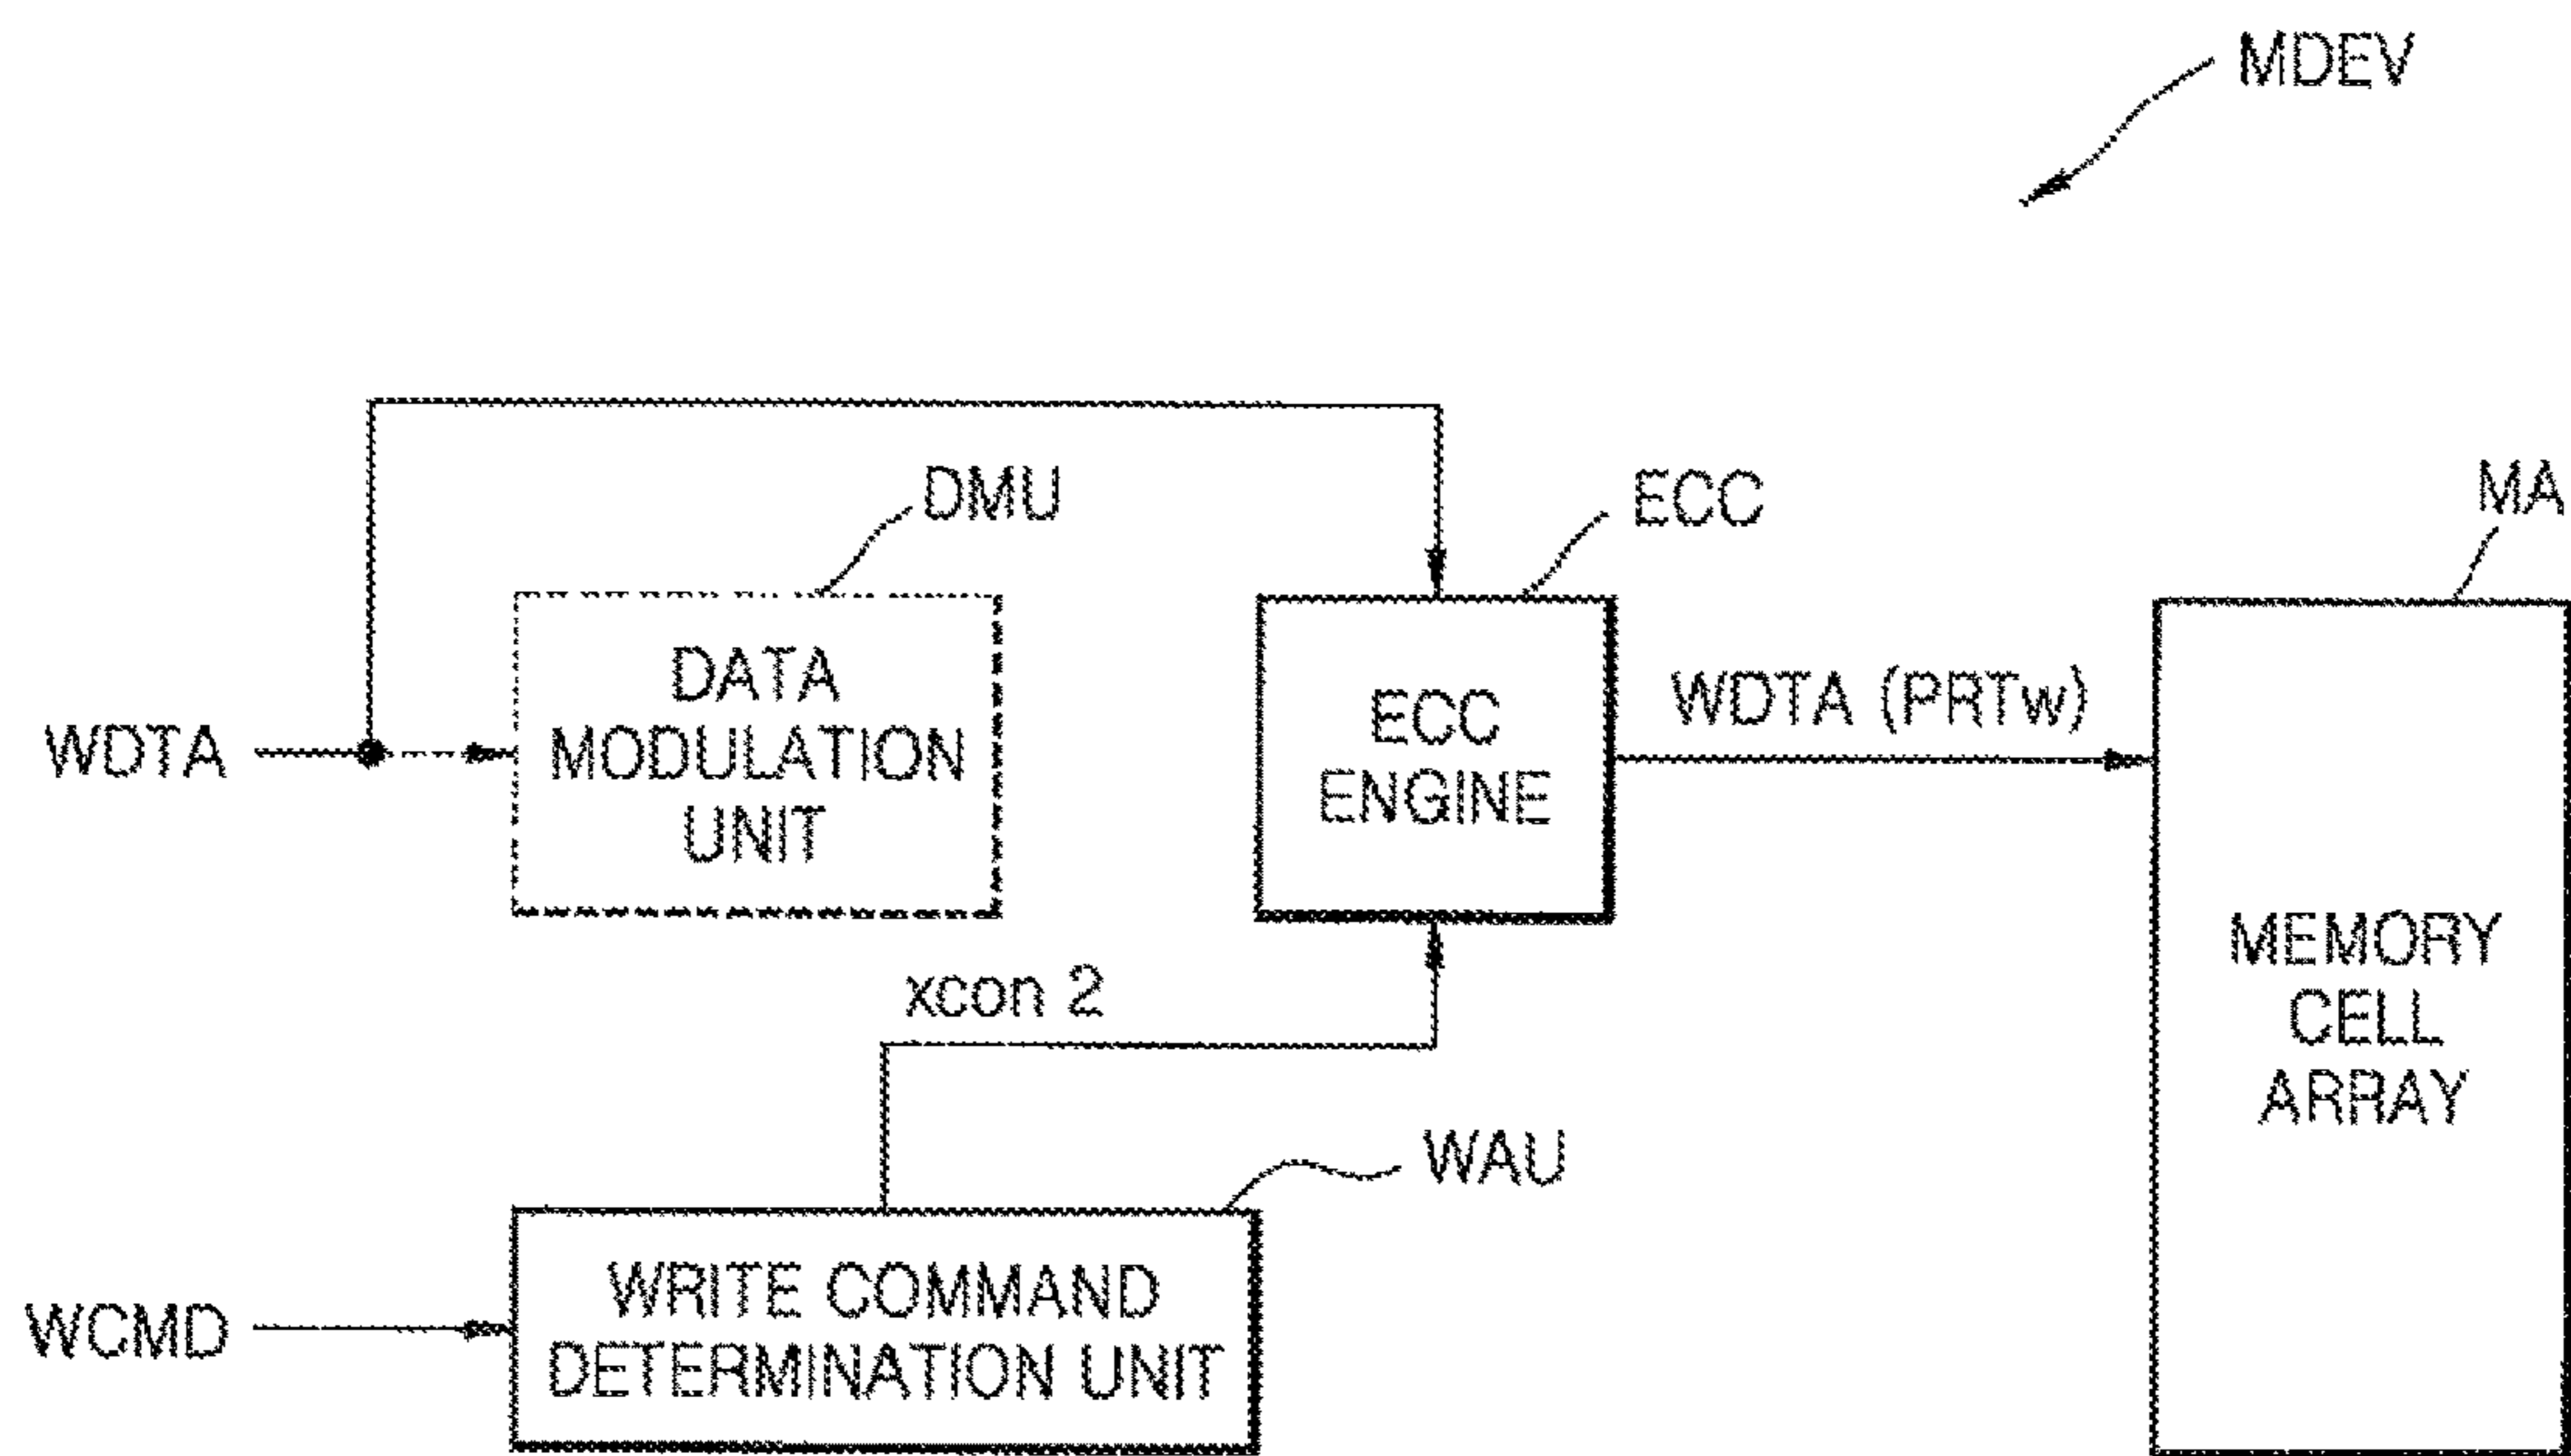 MDEV
DMU
ECC
MA
DATA
MODULATION
UNIT
WDTA
ECC
ENGINE
WDTA (PRTw)
MEMORY
CELL
ARRAY
xcon 2
WAU
WCMD
WRITE COMMAND
DETERMINATION UNIT